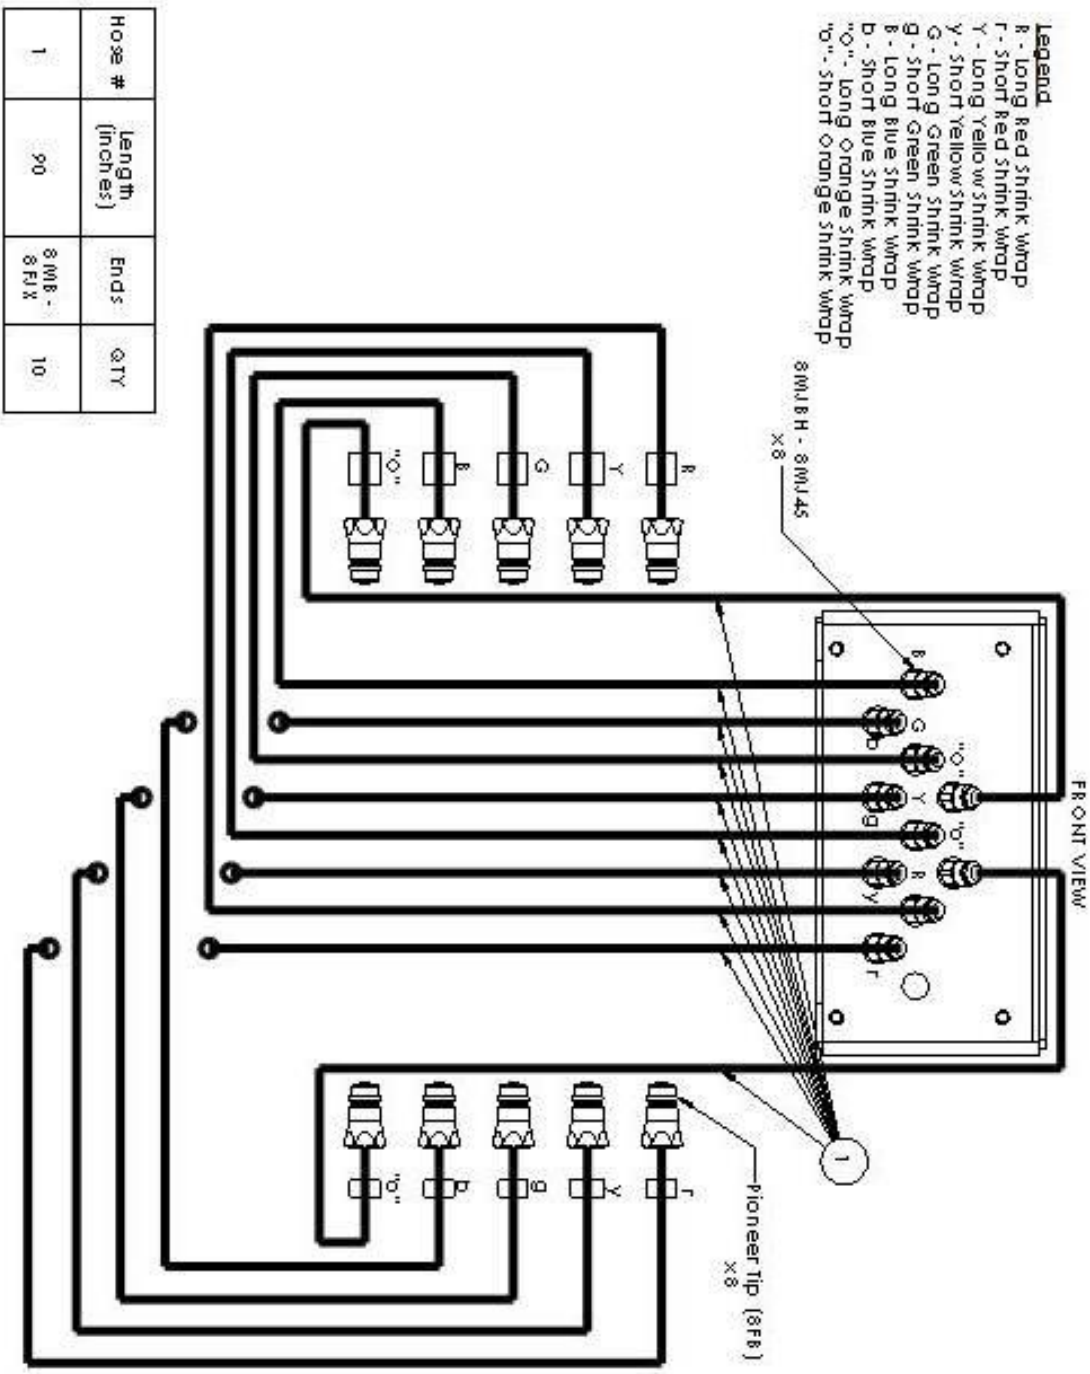 FRONT VIEW
Legend
R - Long Red Shrink Wrap
r - Short Red Shrink Wrap
Y - Long Yellow Shrink Wrap
y - Short Yellow Shrink Wrap
G - Long Green Shrink Wrap
g - Short Green Shrink Wrap
B - Long Blue Shrink Wrap
b - Short Blue Shrink Wrap
"O" - Long Orange Shrink Wrap
"o" - Short Orange Shrink Wrap
8MJBH - 8MJ45
X8
B
G
"O"
b
Y
"o"
g
R
y
r
1
R
Y
G
B
"O"
Pioneer Tip (8FB)
X8
r
y
g
b
"o"
Hose # Length (inches) Ends QTY
1 90 8MB - 8FJX 10